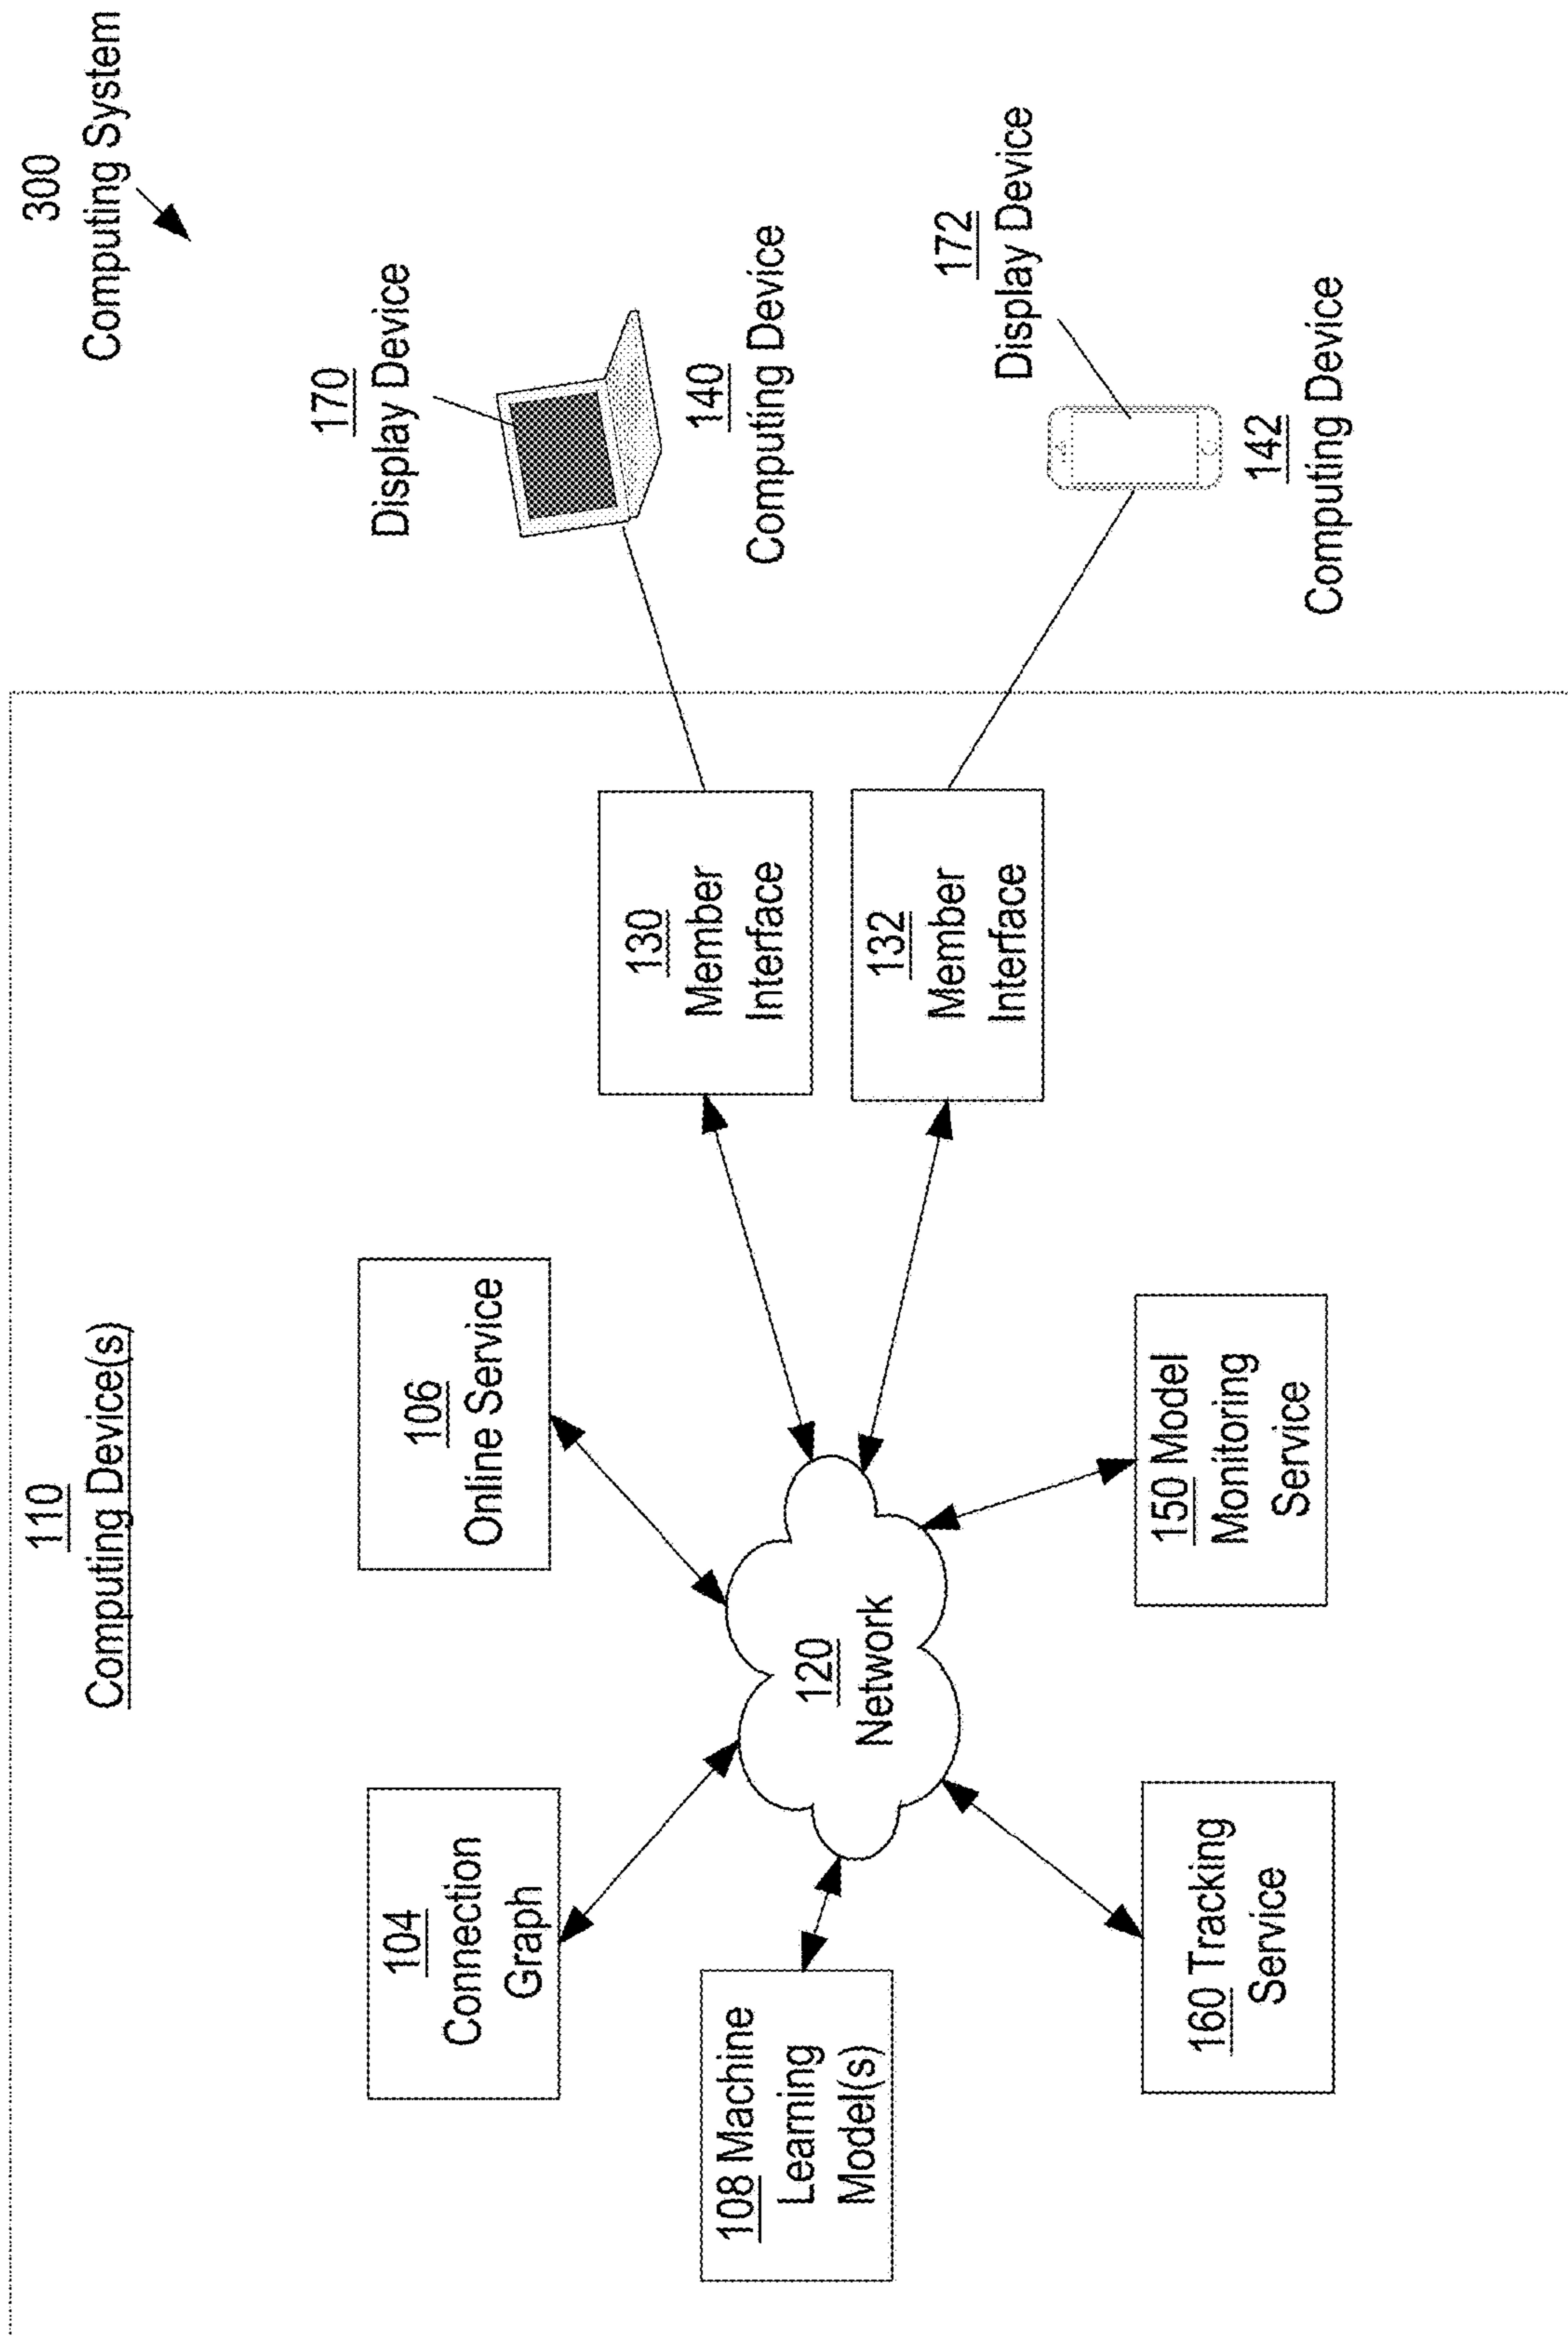 300
Computing System
110
Computing Device(s)
104
Connection
Graph
106
Online Service
170
Display Device
140
Computing Device
108 Machine
Learning
Model(s)
120
Network
130
Member
Interface
132
Member
Interface
172
Display Device
142
Computing Device
160 Tracking
Service
150 Model
Monitoring
Service